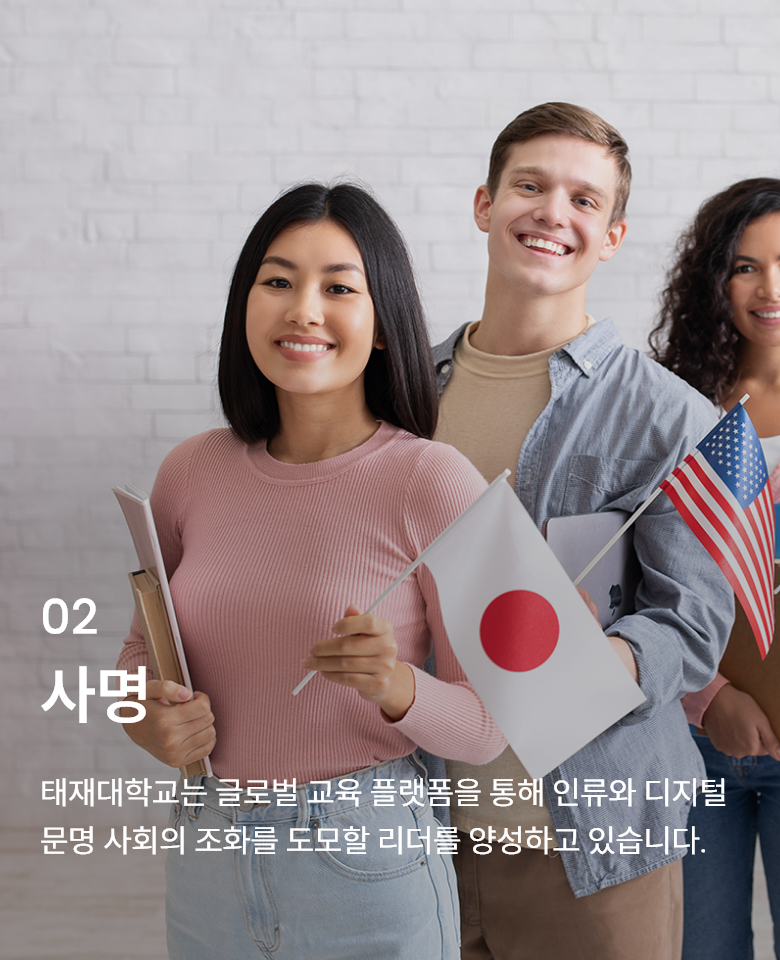 02
사명
태재대학교는 글로벌 교육 플랫폼을 통해 인류와 디지털
문명 사회의 조화를 도모할 리더를 양성하고 있습니다.